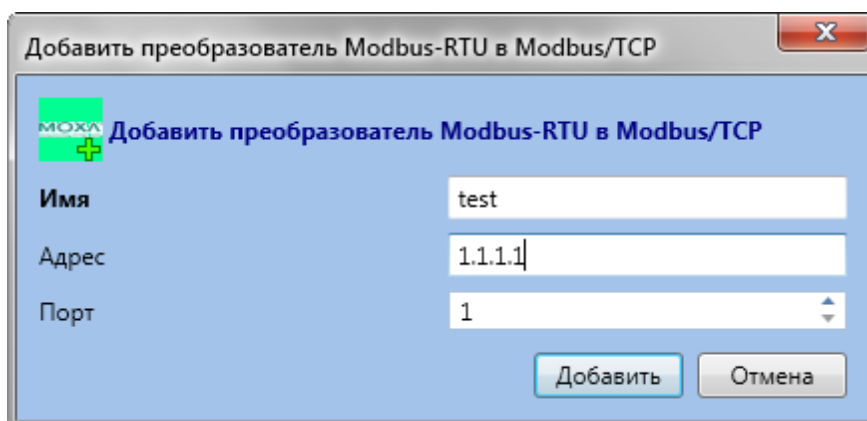 Добавить преобразователь Modbus-RTU в Modbus/TCP
MOXA
Добавить преобразователь Modbus-RTU в Modbus/TCP
Имя test
Адрес 1.1.1.1
Порт 1
Добавить Отмена